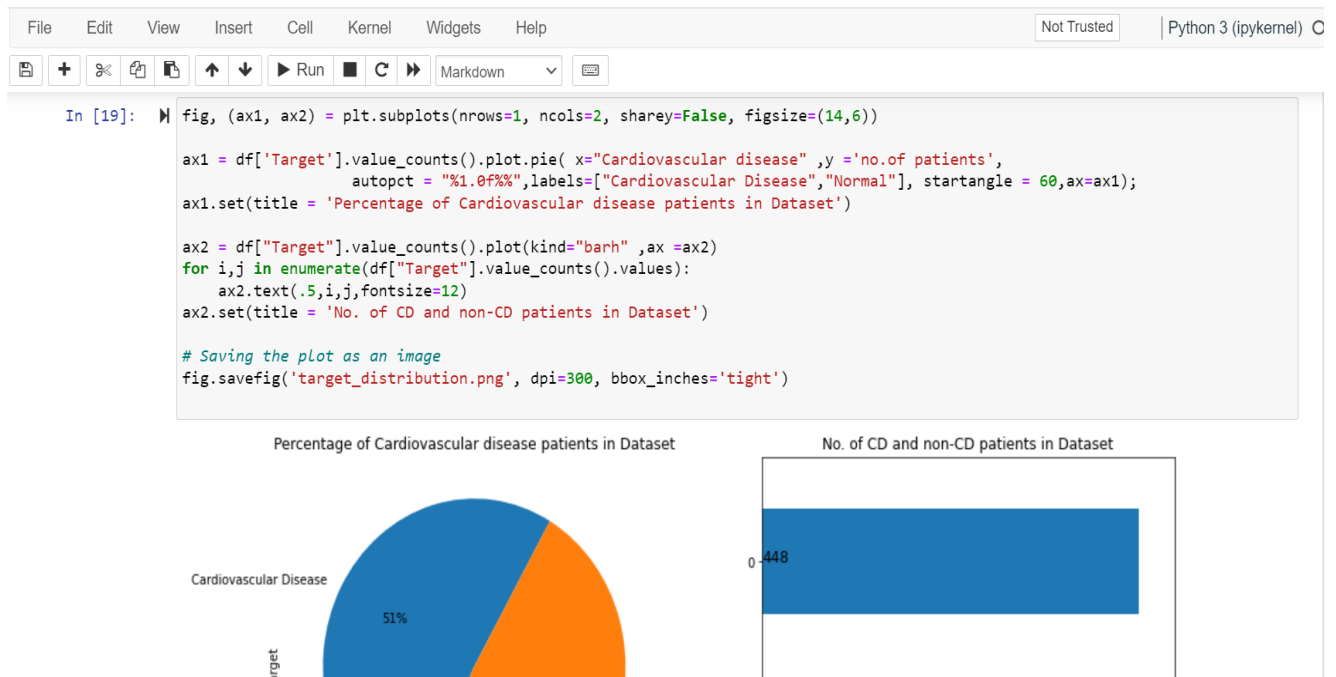 File Edit View Insert Cell Kernel Widgets Help Not Trusted Python 3 (ipykernel)
Run Markdown
In [19]:
fig, (ax1, ax2) = plt.subplots(nrows=1, ncols=2, sharey=False, figsize=(14,6))
ax1 = df['Target'].value_counts().plot.pie( x="Cardiovascular disease" ,y ='no.of patients',
autopct = "%1.0f%%",labels=["Cardiovascular Disease","Normal"], startangle = 60,ax=ax1);
ax1.set(title = 'Percentage of Cardiovascular disease patients in Dataset')
ax2 = df["Target"].value_counts().plot(kind="barh" ,ax =ax2)
for i,j in enumerate(df["Target"].value_counts().values):
    ax2.text(.5,i,j,fontsize=12)
ax2.set(title = 'No. of CD and non-CD patients in Dataset')
# Saving the plot as an image
fig.savefig('target_distribution.png', dpi=300, bbox_inches='tight')
Percentage of Cardiovascular disease patients in Dataset
No. of CD and non-CD patients in Dataset
Cardiovascular Disease
51%
0
448